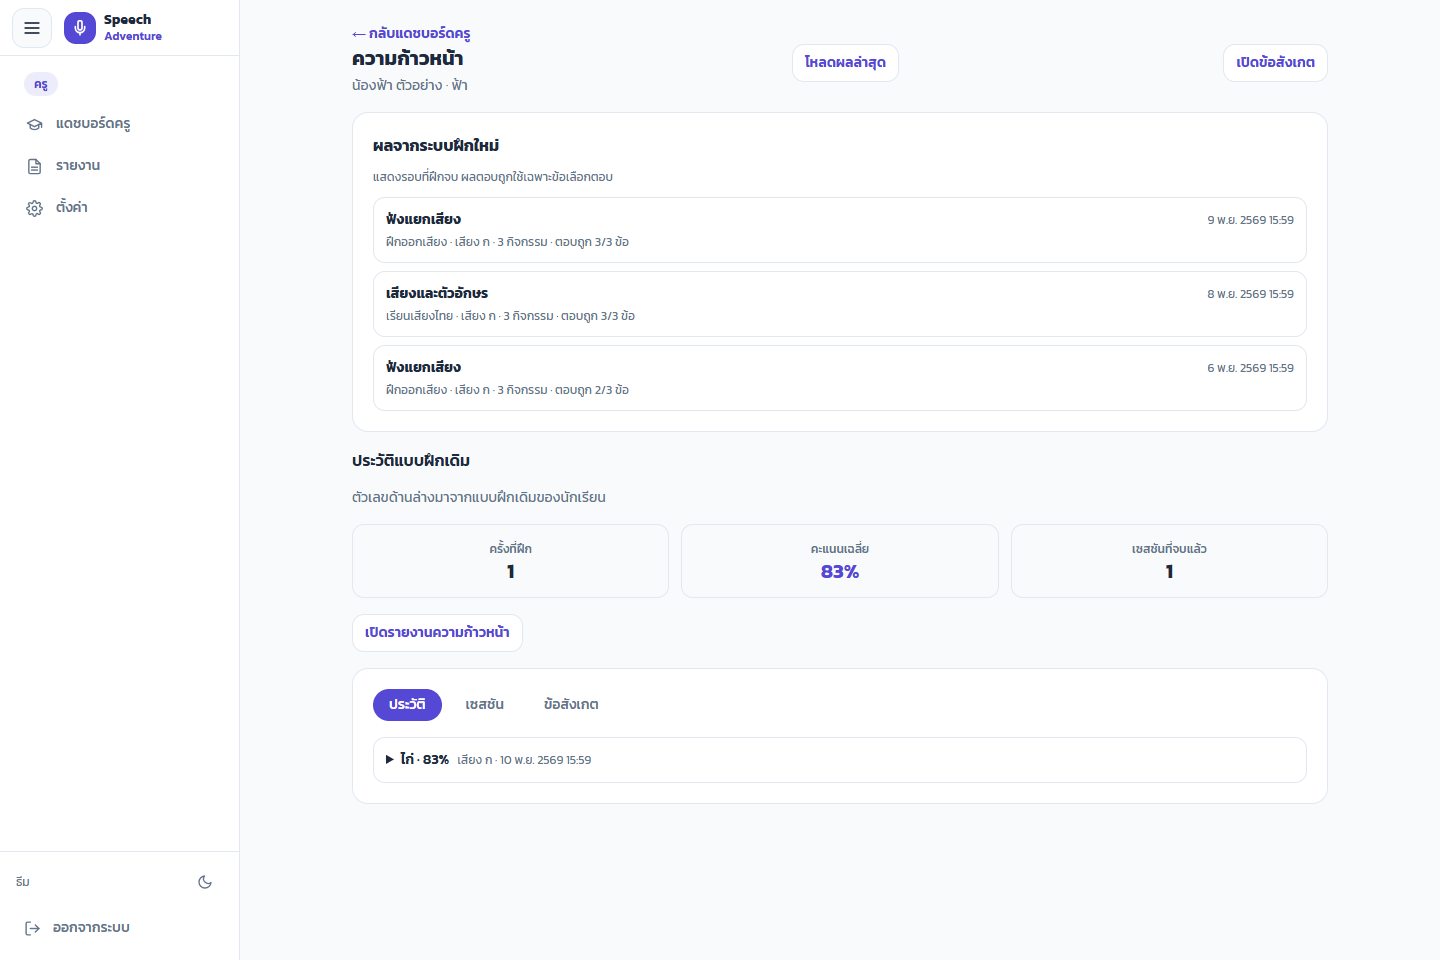 Speech
Adventure
ครู
แดชบอร์ดครู
รายงาน
ตั้งค่า
ธีม
ออกจากระบบ
← กลับแดชบอร์ดครู
ความก้าวหน้า
น้องฟ้า ตัวอย่าง · ฟ้า
โหลดผลล่าสุด
เปิดข้อสังเกต
ผลจากระบบฝึกใหม่
แสดงรอบที่ฝึกจบ ผลตอบถูกใช้เฉพาะข้อเลือกตอบ
ฟังแยกเสียง
9 พ.ย. 2569 15:59
ฝึกออกเสียง · เสียง ก · 3 กิจกรรม · ตอบถูก 3/3 ข้อ
เสียงและตัวอักษร
8 พ.ย. 2569 15:59
เรียนเสียงไทย · เสียง ก · 3 กิจกรรม · ตอบถูก 3/3 ข้อ
ฟังแยกเสียง
6 พ.ย. 2569 15:59
ฝึกออกเสียง · เสียง ก · 3 กิจกรรม · ตอบถูก 2/3 ข้อ
ประวัติแบบฝึกเดิม
ตัวเลขด้านล่างมาจากแบบฝึกเดิมของนักเรียน
ครั้งที่ฝึก
1
คะแนนเฉลี่ย
83%
เซสชันที่จบแล้ว
1
เปิดรายงานความก้าวหน้า
ประวัติ
เซสชัน
ข้อสังเกต
▶ ไก่ · 83% เสียง ก · 10 พ.ย. 2569 15:59